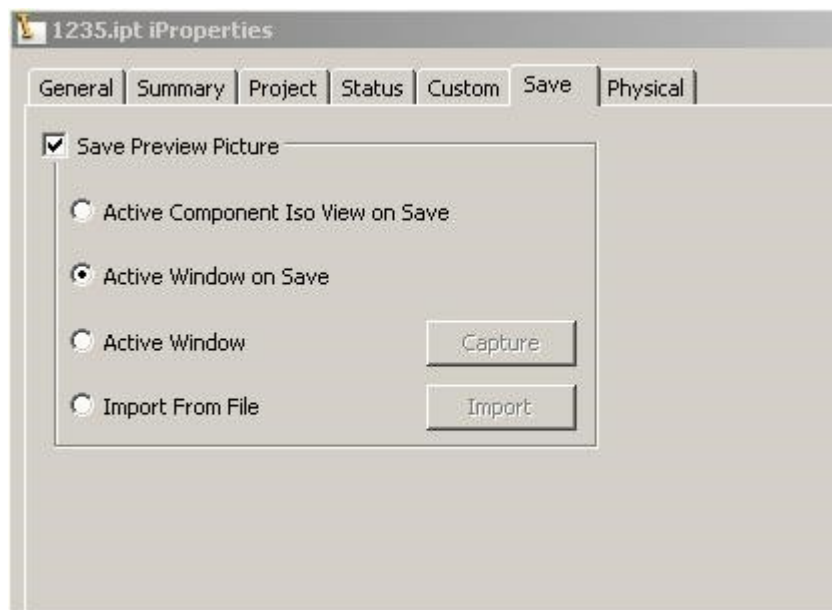 1235.ipt iProperties
General Summary Project Status Custom Save Physical
Save Preview Picture
Active Component Iso View on Save
Active Window on Save
Active Window Capture
Import From File Import